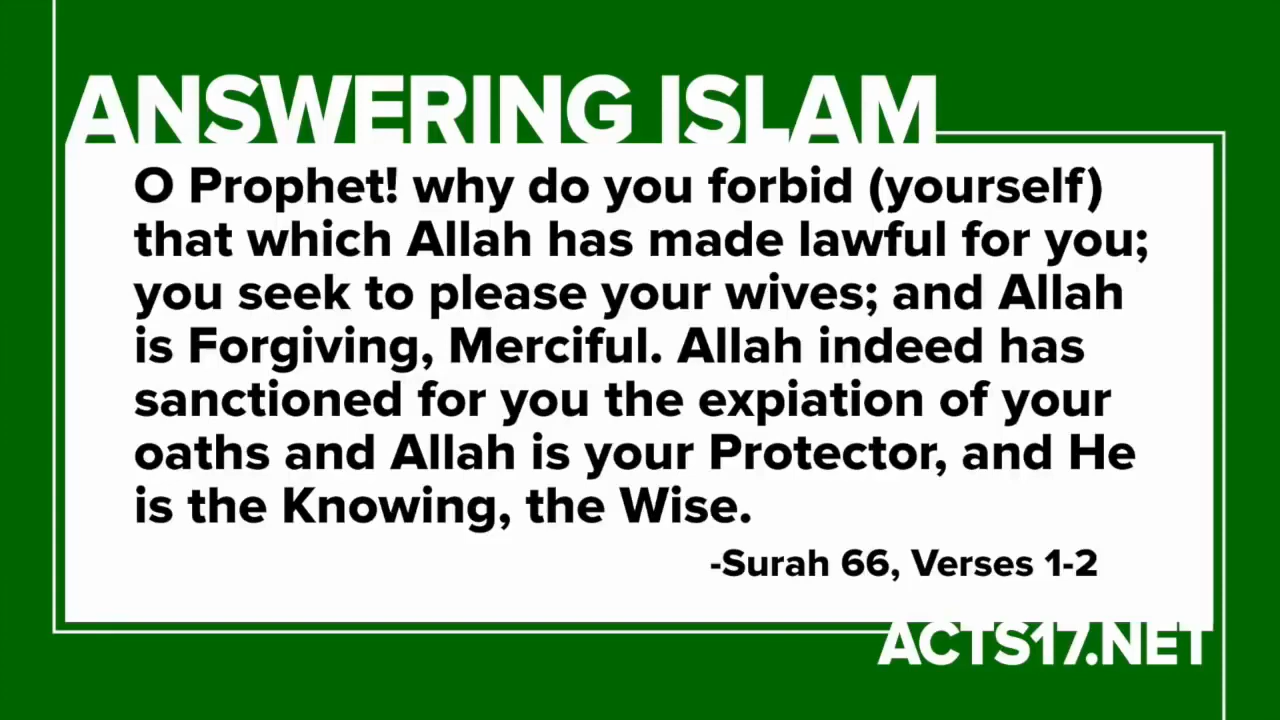 ANSWERING ISLAM
O Prophet! why do you forbid (yourself)
that which Allah has made lawful for you;
you seek to please your wives; and Allah
is Forgiving, Merciful. Allah indeed has
sanctioned for you the expiation of your
oaths and Allah is your Protector, and He
is the Knowing, the Wise.
-Surah 66, Verses 1-2
ACTS17.NET